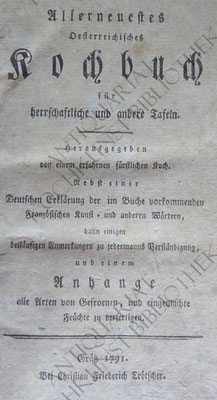 Allerneuestes
Oesterreichisches
Kochbuch
für
herrschaftliche und andere Tafeln.
Herausgegeben
von einem erfahrnen fürstlichen Koch.
Nebst einer
Deutschen Erklärung der im Buche vorkommenden
Französischen Kunst- und anderen Wörtern,
dann einigen
beiläufigen Anmerkungen zu jedermanns Verständigung,
und einem
Anhange
alle Arten von Gefrornen, und eingemachte
Früchte zu verfertigen.
Gräz 1791.
Bei Christian Friederich Trötscher.